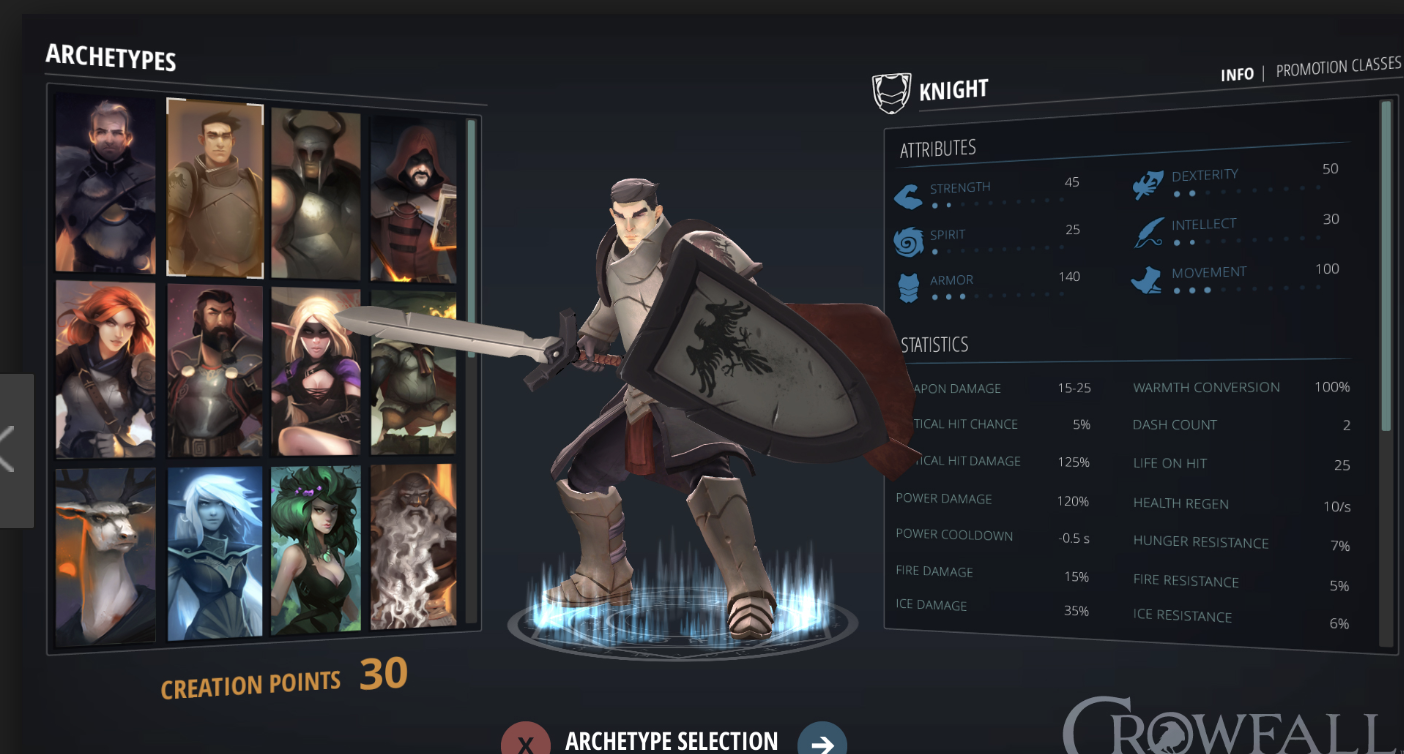 ARCHETYPES
INFO | PROMOTION CLASSES
KNIGHT
ATTRIBUTES
STRENGTH 45 DEXTERITY 50
SPIRIT 25 INTELLECT 30
ARMOR 140 MOVEMENT 100
STATISTICS
APON DAMAGE 15-25 WARMTH CONVERSION 100%
TICAL HIT CHANCE 5% DASH COUNT 2
TICAL HIT DAMAGE 125% LIFE ON HIT 25
POWER DAMAGE 120% HEALTH REGEN 10/s
POWER COOLDOWN -0.5 s HUNGER RESISTANCE 7%
FIRE DAMAGE 15% FIRE RESISTANCE 5%
ICE DAMAGE 35% ICE RESISTANCE 6%
CREATION POINTS 30
X ARCHETYPE SELECTION
CROWFALL